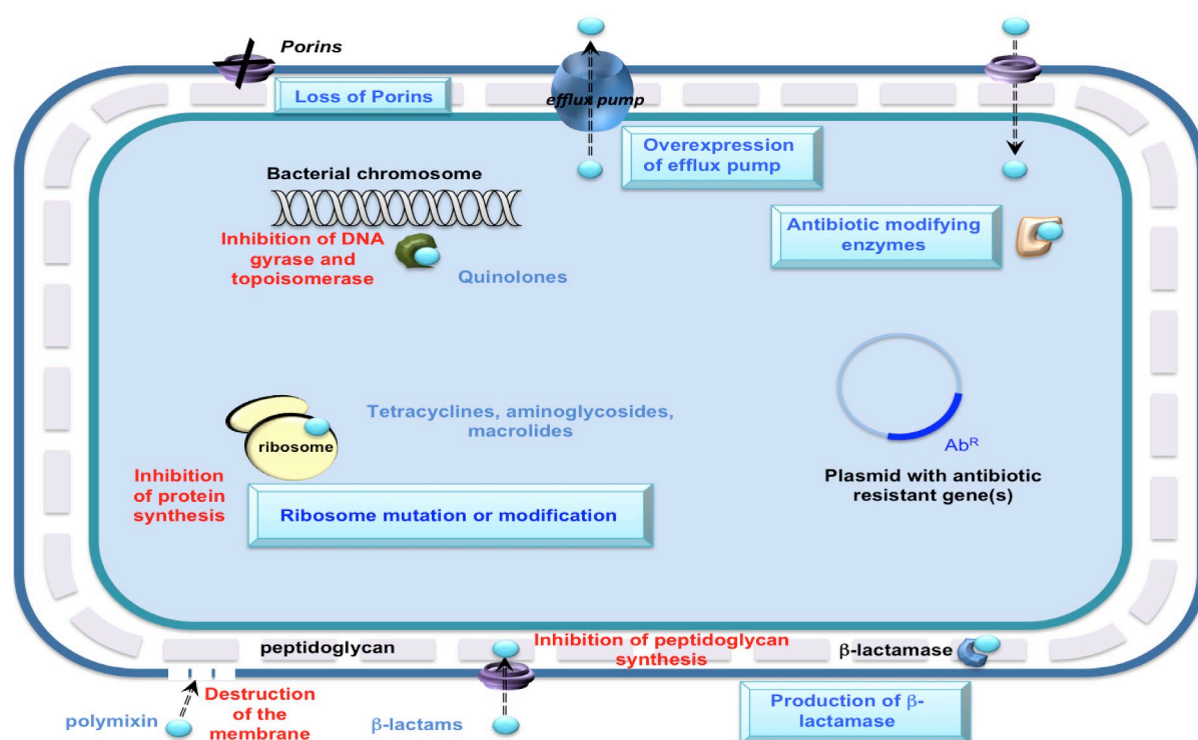 Porins
Loss of Porins
efflux pump
Overexpression
of efflux pump
Bacterial chromosome
Inhibition of DNA
gyrase and
topoisomerase
Quinolones
Antibiotic modifying
enzymes
Tetracyclines, aminoglycosides,
macrolides
ribosome
Inhibition
of protein
synthesis
Ribosome mutation or modification
Ab^R
Plasmid with antibiotic
resistant gene(s)
peptidoglycan
Inhibition of peptidoglycan
synthesis
β-lactamase
polymixin
Destruction
of the
membrane
β-lactams
Production of β-
lactamase